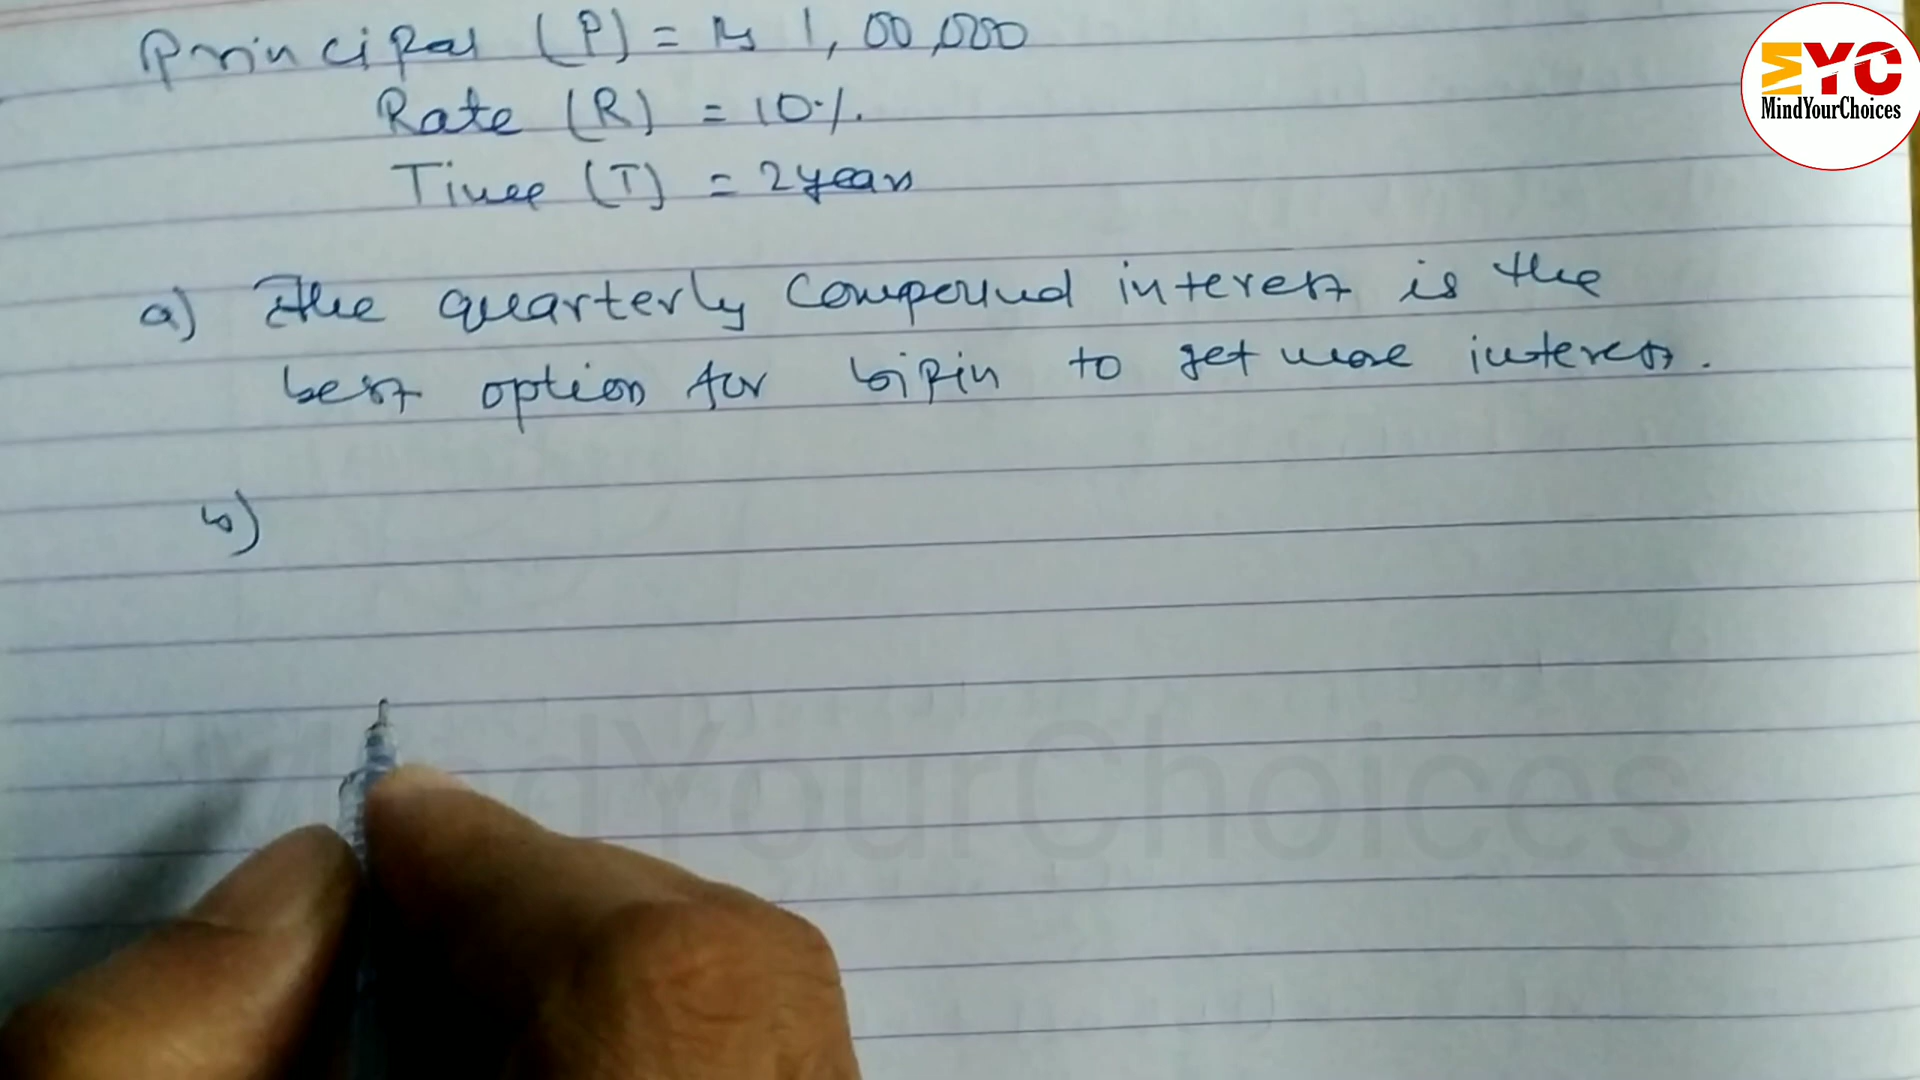 Principal (P) = Rs 1,00,000
MYC
MindYourChoices
Rate (R) = 10%.
Time (T) = 2 years
a) The quarterly compound interest is the
best option for bipin to get more interest.
b)
MindYourChoices